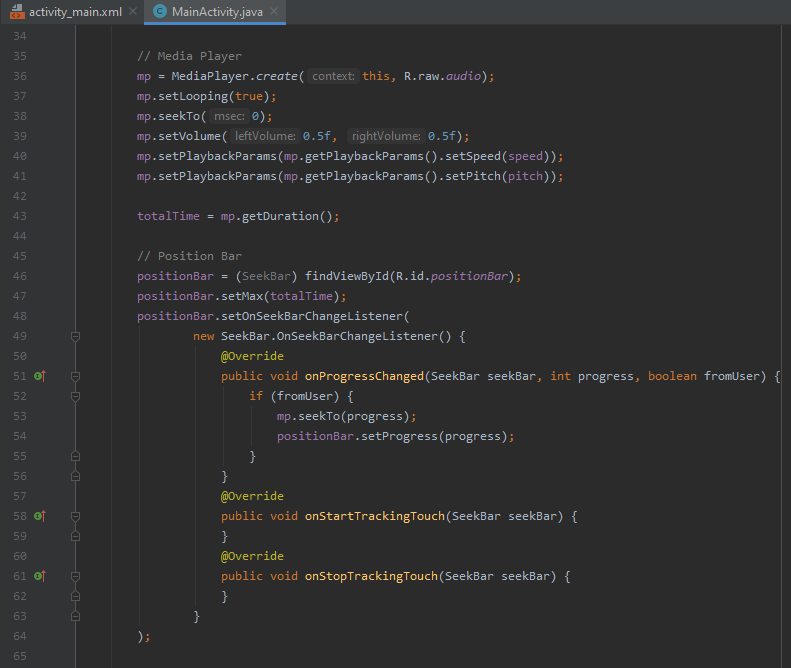 activity_main.xml MainActivity.java
34
35 // Media Player
36 mp = MediaPlayer.create( context: this, R.raw.audio);
37 mp.setLooping(true);
38 mp.seekTo( msec: 0);
39 mp.setVolume( leftVolume: 0.5f, rightVolume: 0.5f);
40 mp.setPlaybackParams(mp.getPlaybackParams().setSpeed(speed));
41 mp.setPlaybackParams(mp.getPlaybackParams().setPitch(pitch));
42
43 totalTime = mp.getDuration();
44
45 // Position Bar
46 positionBar = (SeekBar) findViewById(R.id.positionBar);
47 positionBar.setMax(totalTime);
48 positionBar.setOnSeekBarChangeListener(
49 new SeekBar.OnSeekBarChangeListener() {
50 @Override
51 public void onProgressChanged(SeekBar seekBar, int progress, boolean fromUser) {
52 if (fromUser) {
53 mp.seekTo(progress);
54 positionBar.setProgress(progress);
55 }
56 }
57 @Override
58 public void onStartTrackingTouch(SeekBar seekBar) {
59 }
60 @Override
61 public void onStopTrackingTouch(SeekBar seekBar) {
62 }
63 }
64 );
65